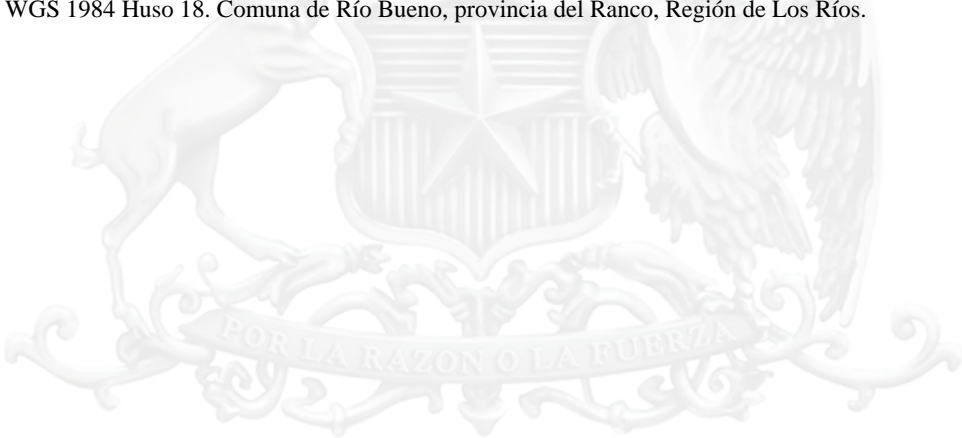 WGS 1984 Huso 18. Comuna de Río Bueno, provincia del Ranco, Región de Los Ríos.
POR LA RAZON O LA FUERZA